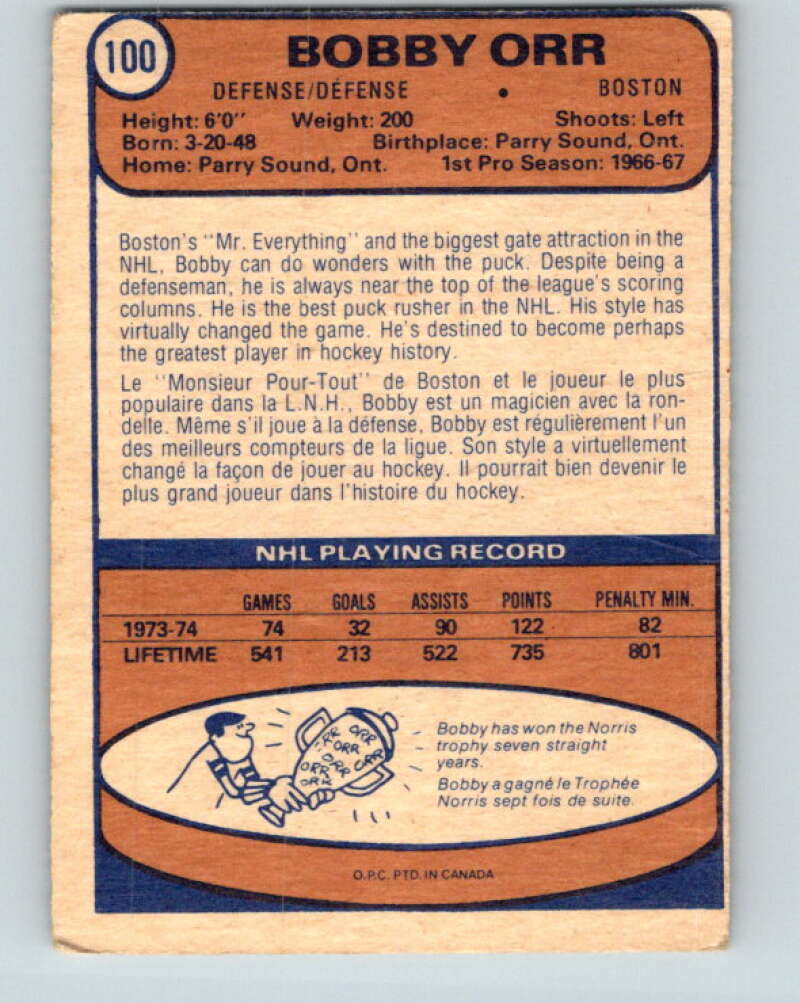 100
BOBBY ORR
DEFENSE/DÉFENSE • BOSTON
Height: 6'0'' Weight: 200 Shoots: Left
Born: 3-20-48 Birthplace: Parry Sound, Ont.
Home: Parry Sound, Ont. 1st Pro Season: 1966-67
Boston's ''Mr. Everything'' and the biggest gate attraction in the
NHL, Bobby can do wonders with the puck. Despite being a
defenseman, he is always near the top of the league's scoring
columns. He is the best puck rusher in the NHL. His style has
virtually changed the game. He's destined to become perhaps
the greatest player in hockey history.
Le ''Monsieur Pour-Tout'' de Boston et le joueur le plus
populaire dans la L.N.H., Bobby est un magicien avec la ron-
delle. Même s'il joue à la défense, Bobby est régulièrement l'un
des meilleurs compteurs de la ligue. Son style a virtuellement
changé la façon de jouer au hockey. Il pourrait bien devenir le
plus grand joueur dans l'histoire du hockey.
NHL PLAYING RECORD
GAMES GOALS ASSISTS POINTS PENALTY MIN.
1973-74 74 32 90 122 82
LIFETIME 541 213 522 735 801
ORR ORR
ORR
ORR ORR
ORR
ORR
Bobby has won the Norris
trophy seven straight
years.
Bobby a gagné le Trophée
Norris sept fois de suite.
O.P.C. PTD. IN CANADA